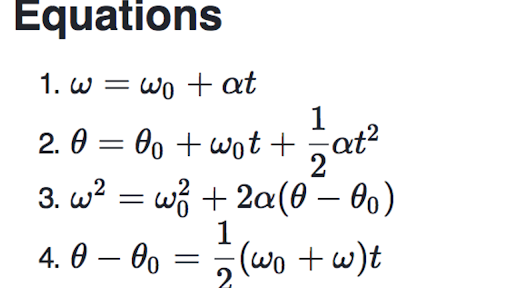 Equations
1. ω = ω₀ + αt
2. θ = θ₀ + ω₀t + ½αt²
3. ω² = ω₀² + 2α(θ − θ₀)
4. θ − θ₀ = ½(ω₀ + ω)t